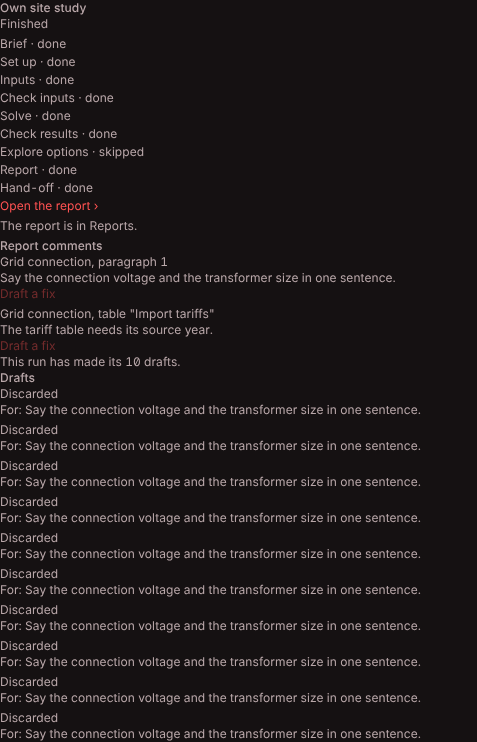 Own site study
Finished
Brief · done
Set up · done
Inputs · done
Check inputs · done
Solve · done
Check results · done
Explore options · skipped
Report · done
Hand-off · done
Open the report ›
The report is in Reports.
Report comments
Grid connection, paragraph 1
Say the connection voltage and the transformer size in one sentence.
Draft a fix
Grid connection, table "Import tariffs"
The tariff table needs its source year.
Draft a fix
This run has made its 10 drafts.
Drafts
Discarded
For: Say the connection voltage and the transformer size in one sentence.
Discarded
For: Say the connection voltage and the transformer size in one sentence.
Discarded
For: Say the connection voltage and the transformer size in one sentence.
Discarded
For: Say the connection voltage and the transformer size in one sentence.
Discarded
For: Say the connection voltage and the transformer size in one sentence.
Discarded
For: Say the connection voltage and the transformer size in one sentence.
Discarded
For: Say the connection voltage and the transformer size in one sentence.
Discarded
For: Say the connection voltage and the transformer size in one sentence.
Discarded
For: Say the connection voltage and the transformer size in one sentence.
Discarded
For: Say the connection voltage and the transformer size in one sentence.